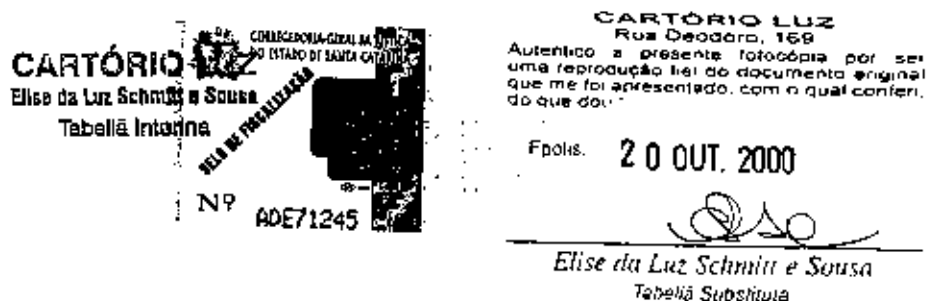 CARTÓRIO LUZ
Elise da Luz Schmitt e Sousa
Tabeliã Interina
CORREGEDORIA-GERAL DA JUSTIÇA
DO ESTADO DE SANTA CATARINA
SELO DE FISCALIZAÇÃO
Nº
ADE71245
CARTÓRIO LUZ
Rua Deodoro, 169
Autentico a presente fotocópia por ser
uma reprodução fiel do documento original
que me foi apresentado, com o qual conferi,
do que dou
Fpolis. 20 OUT. 2000
Elise da Luz Schmitt e Sousa
Tabeliã Substituta